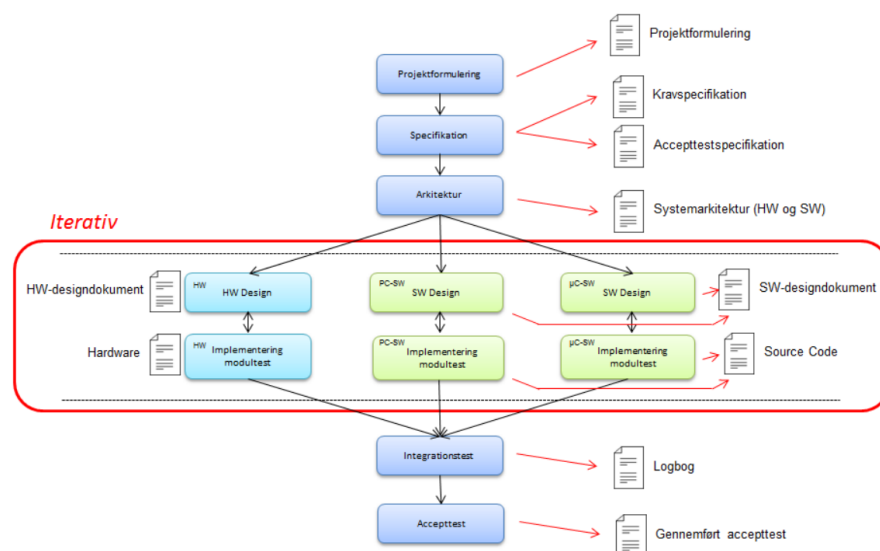 Projektformulering
Projektformulering
Kravspecifikation
Specifikation
Accepttestspecifikation
Arkitektur
Systemarkitektur (HW og SW)
Iterativ
HW-designdokument
HW
HW Design
PC-SW
SW Design
µC-SW
SW Design
SW-designdokument
Hardware
HW
Implementering
modultest
PC-SW
Implementering
modultest
µC-SW
Implementering
modultest
Source Code
Integrationstest
Logbog
Accepttest
Gennemført accepttest